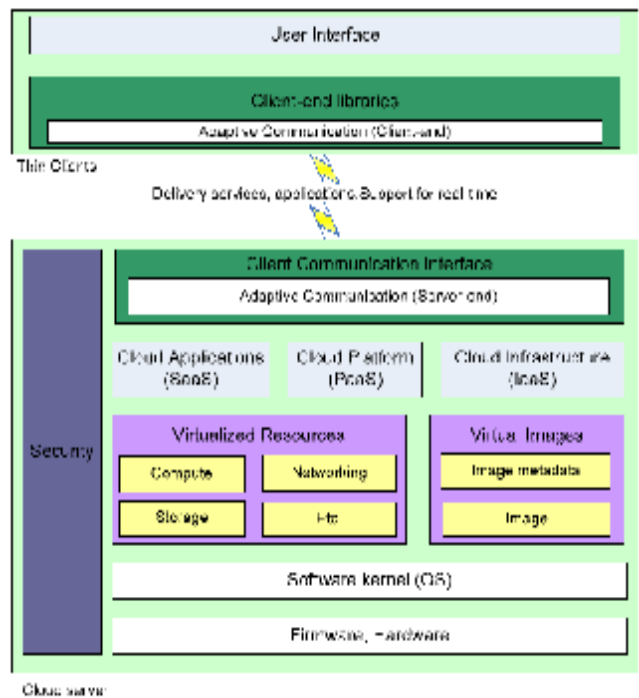 User Interface
Client-end libraries
Adaptive Communication (Client-end)
Thin Clients
Delivery services, applications.Support for real time
Client Communication Interface
Adaptive Communication (Server end)
Cloud Applications
(SaaS)
Cloud Platform
(PaaS)
Cloud Infrastructure
(IaaS)
Security
Virtualized Resources
Compute
Networking
Storage
Etc
Virtual Images
Image metadata
Image
Software kernel (OS)
Firmware, Hardware
Cloud server